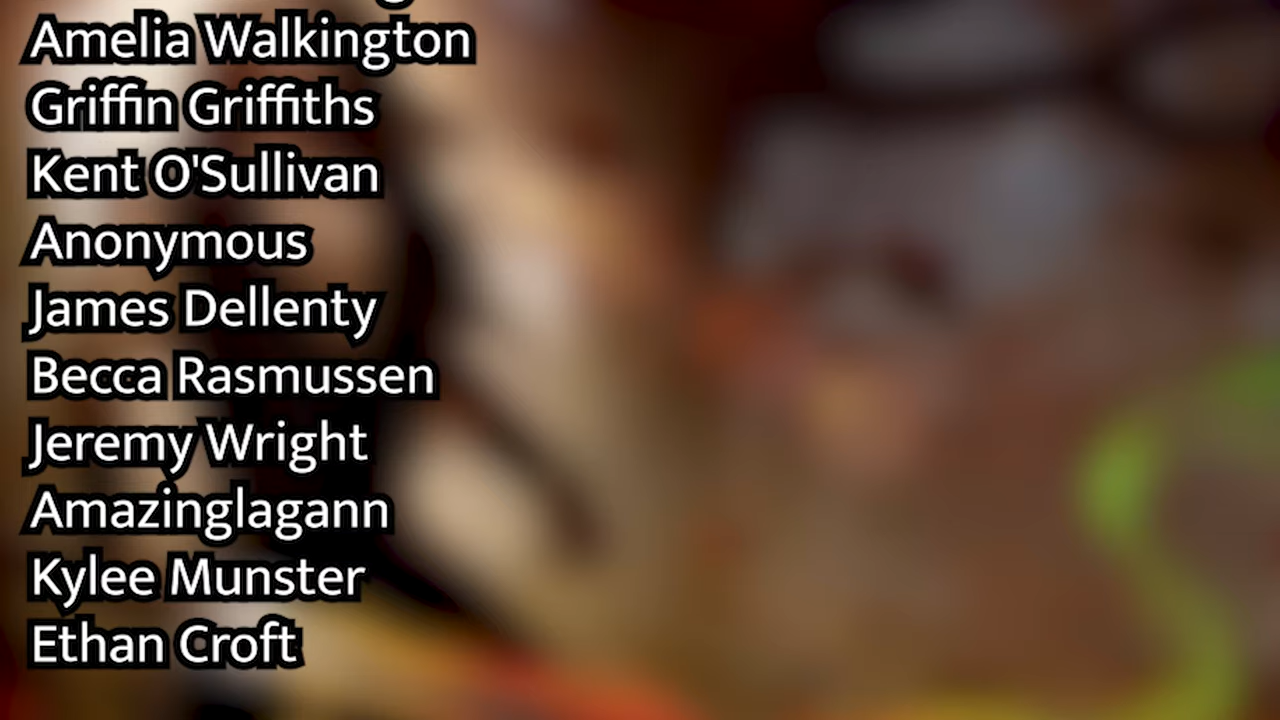 Amelia Walkington
Griffin Griffiths
Kent O'Sullivan
Anonymous
James Dellenty
Becca Rasmussen
Jeremy Wright
Amazinglagann
Kylee Munster
Ethan Croft